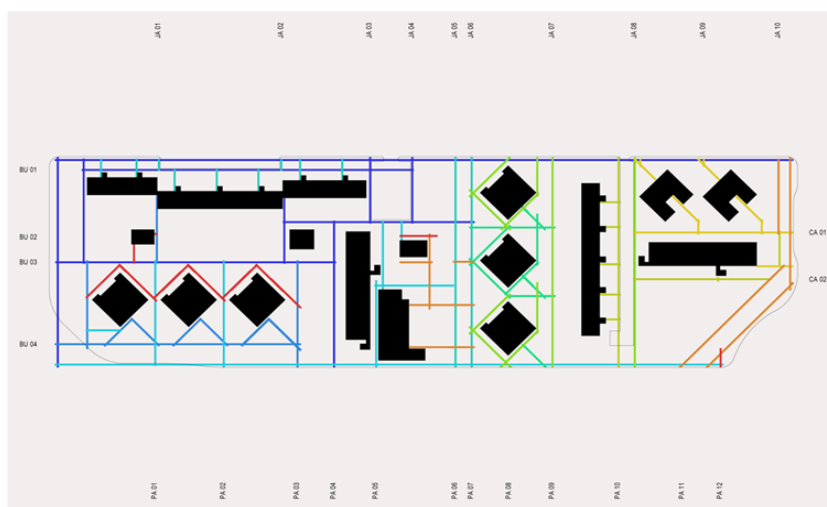 JA 01
JA 02
JA 03
JA 04
JA 05
JA 06
JA 07
JA 08
JA 09
JA 10
BU 01
BU 02
BU 03
BU 04
CA 01
CA 02
PA 01
PA 02
PA 03
PA 04
PA 05
PA 06
PA 07
PA 08
PA 09
PA 10
PA 11
PA 12